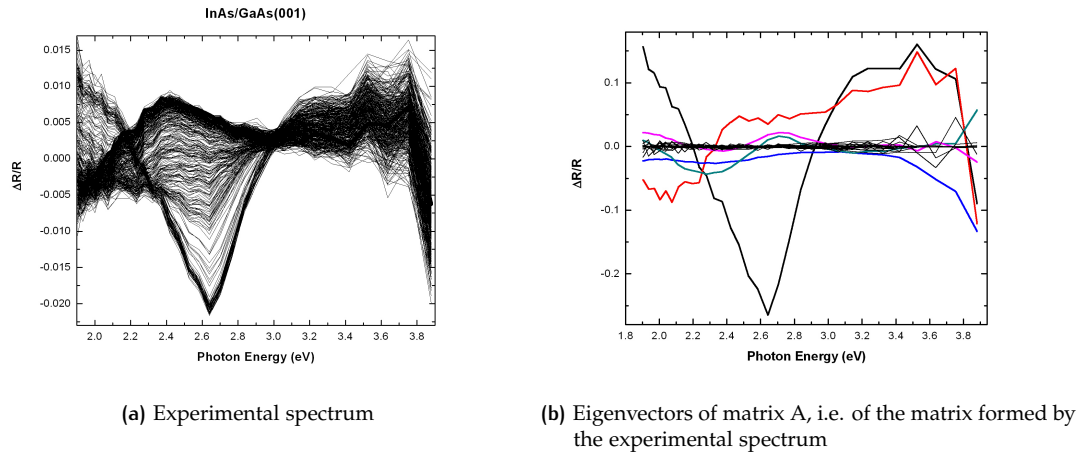 InAs/GaAs(001)
ΔR/R
0.015
0.010
0.005
0.000
-0.005
-0.010
-0.015
-0.020
2.0 2.2 2.4 2.6 2.8 3.0 3.2 3.4 3.6 3.8
Photon Energy (eV)
(a) Experimental spectrum
ΔR/R
0.1
0.0
-0.1
-0.2
1.8 2.0 2.2 2.4 2.6 2.8 3.0 3.2 3.4 3.6 3.8
Photon Energy (eV)
(b) Eigenvectors of matrix A, i.e. of the matrix formed by
the experimental spectrum